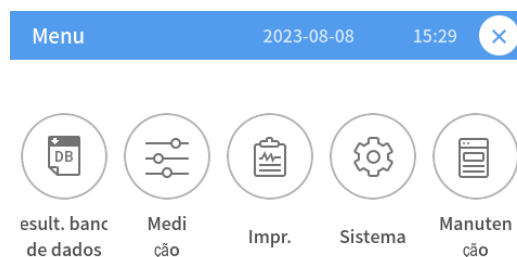 Menu 2023-08-08 15:29
DB
esult. banc Medi Impr. Sistema Manuten
de dados ção ção